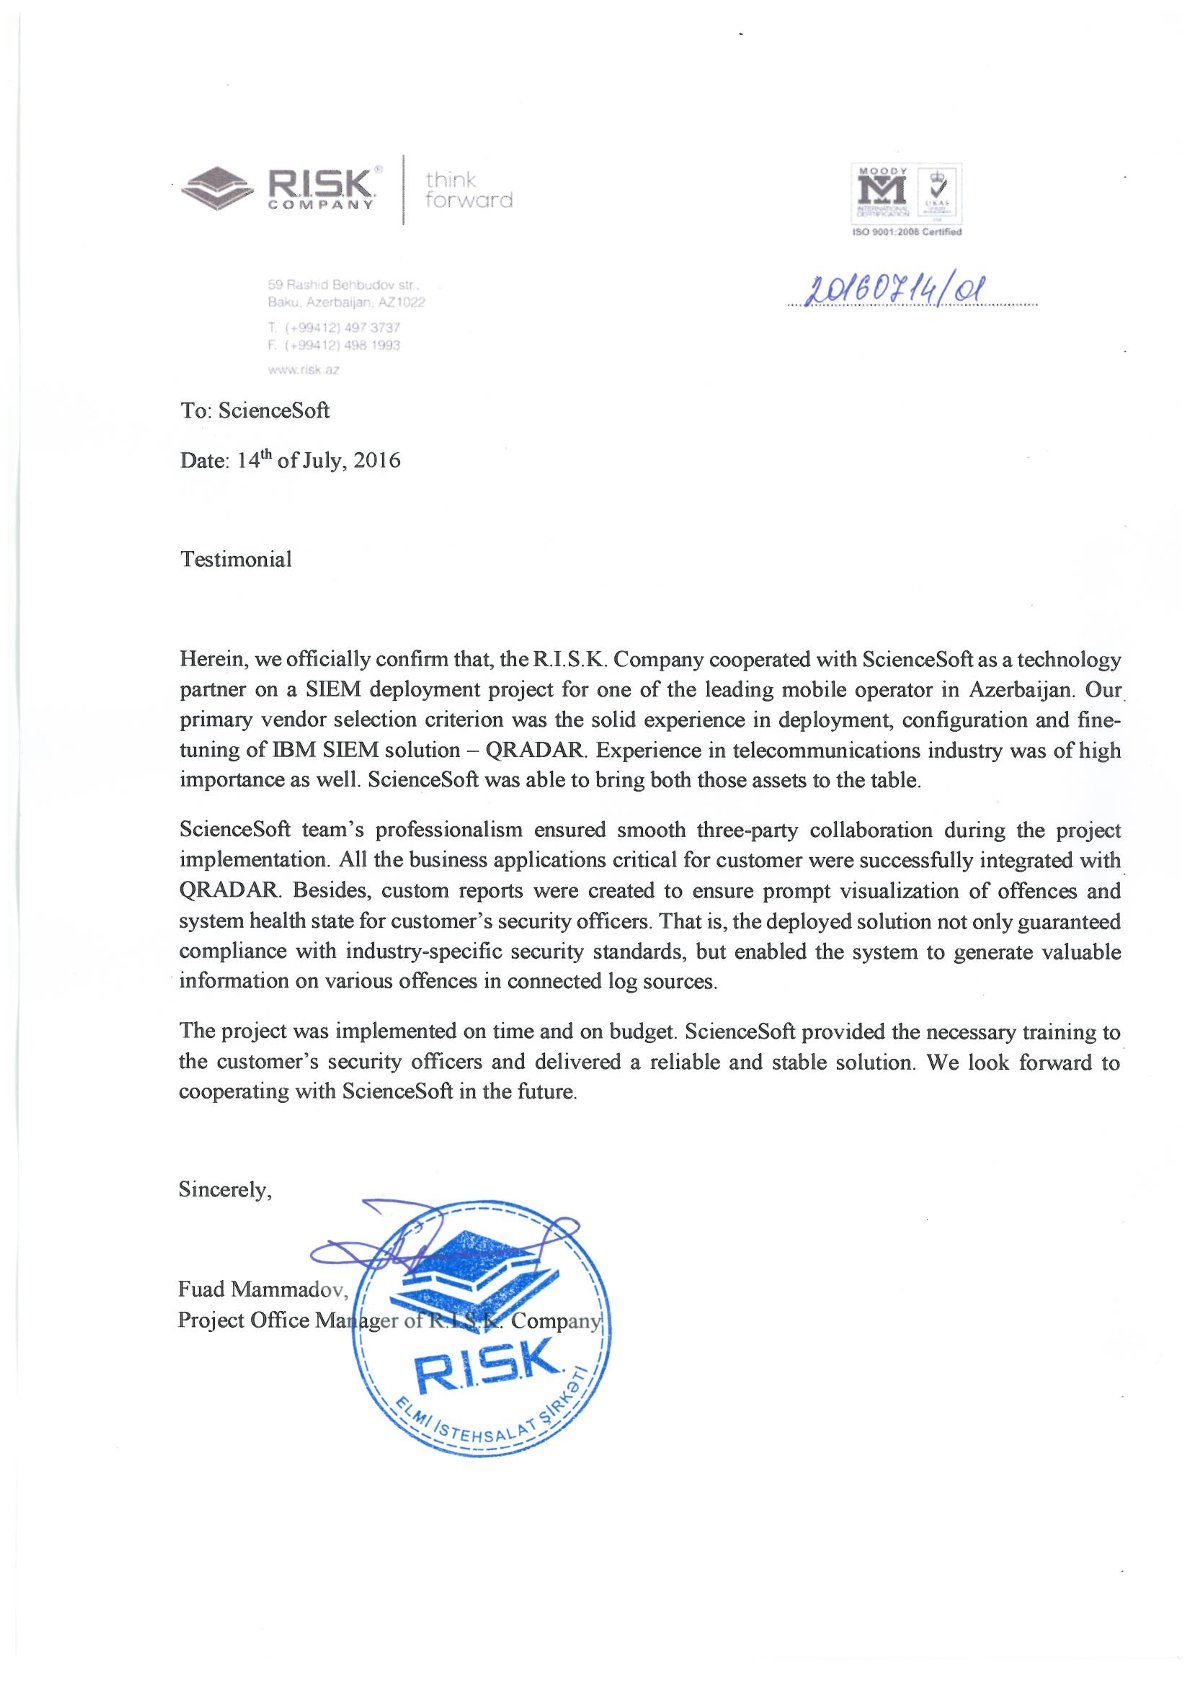 R.I.S.K.®
COMPANY
think
forward
MOODY
INTERNATIONAL
CERTIFICATION
UKAS
ISO 9001:2008 Certified
59 Rashid Behbudov str.,
Baku, Azerbaijan, AZ1022
T. (+99412) 497 3737
F. (+99412) 498 1993
www.risk.az
20160714/01
To: ScienceSoft
Date: 14th of July, 2016
Testimonial
Herein, we officially confirm that, the R.I.S.K. Company cooperated with ScienceSoft as a technology
partner on a SIEM deployment project for one of the leading mobile operator in Azerbaijan. Our
primary vendor selection criterion was the solid experience in deployment, configuration and fine-
tuning of IBM SIEM solution – QRADAR. Experience in telecommunications industry was of high
importance as well. ScienceSoft was able to bring both those assets to the table.
ScienceSoft team's professionalism ensured smooth three-party collaboration during the project
implementation. All the business applications critical for customer were successfully integrated with
QRADAR. Besides, custom reports were created to ensure prompt visualization of offences and
system health state for customer's security officers. That is, the deployed solution not only guaranteed
compliance with industry-specific security standards, but enabled the system to generate valuable
information on various offences in connected log sources.
The project was implemented on time and on budget. ScienceSoft provided the necessary training to
the customer's security officers and delivered a reliable and stable solution. We look forward to
cooperating with ScienceSoft in the future.
Sincerely,
Fuad Mammadov,
Project Office Manager of R.I.S.K. Company
R.I.S.K.
ELMİ İSTEHSALAT ŞİRKƏTİ